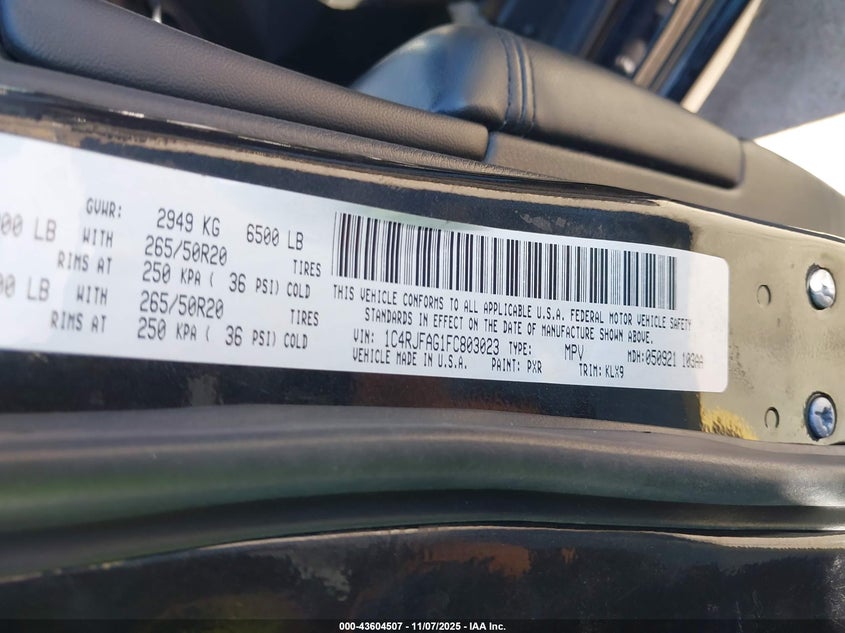 GVWR: 2949 KG 6500 LB
00 LB WITH 265/50R20 TIRES
RIMS AT 250 KPA ( 36 PSI) COLD
00 LB WITH 265/50R20 TIRES
RIMS AT 250 KPA ( 36 PSI) COLD
THIS VEHICLE CONFORMS TO ALL APPLICABLE U.S.A. FEDERAL MOTOR VEHICLE SAFETY
STANDARDS IN EFFECT ON THE DATE OF MANUFACTURE SHOWN ABOVE.
VIN: 1C4RJFAG1FC803023 TYPE: MPV MDH: 050921 103AA
VEHICLE MADE IN U.S.A. PAINT: PXR TRIM: KLX9
000-43604507 — 11/07/2025 — IAA Inc.